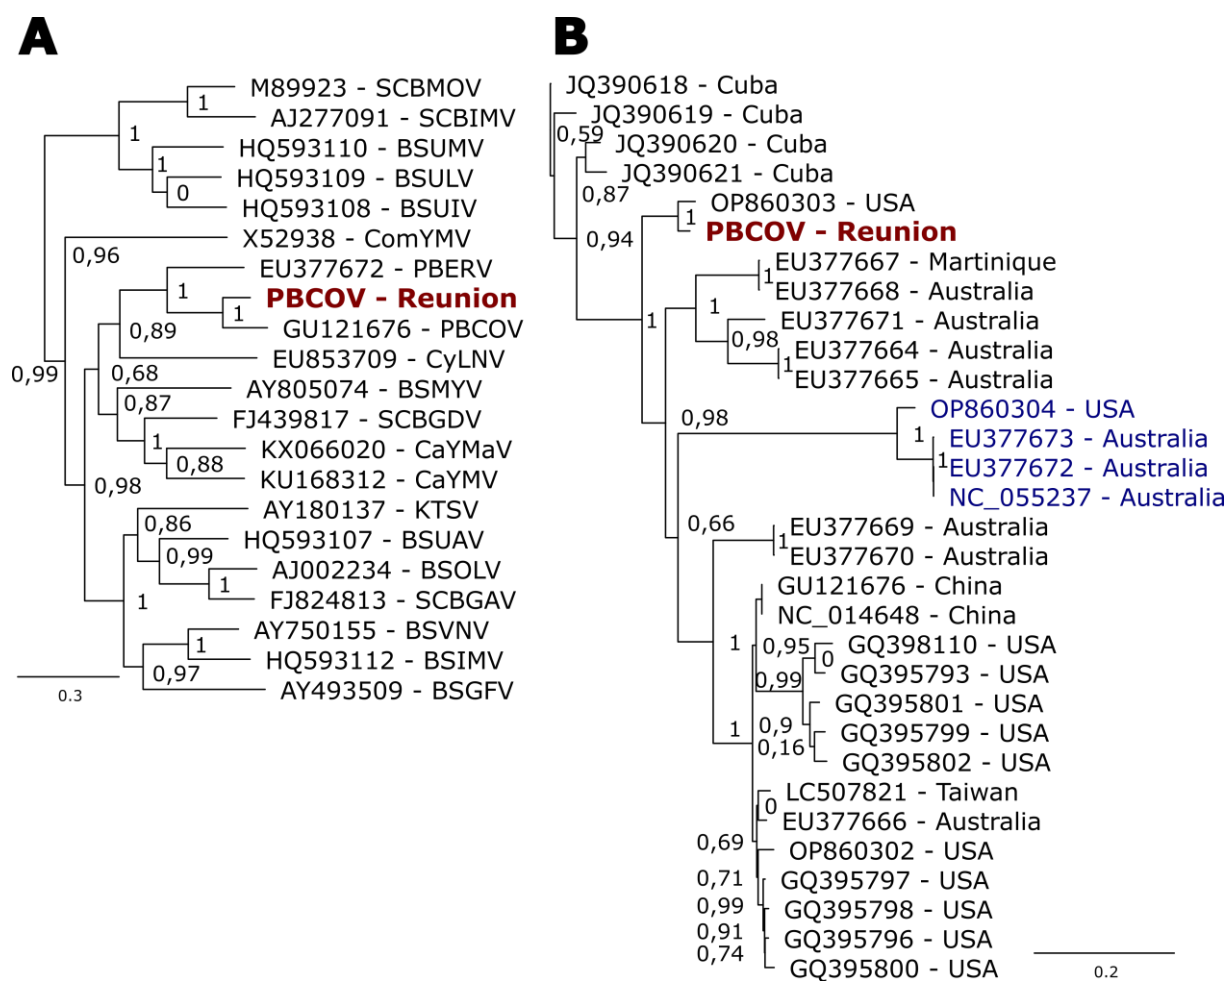 A
M89923 - SCBMOV
1
AJ277091 - SCBIMV
1
HQ593110 - BSUMV
1
HQ593109 - BSULV
0
HQ593108 - BSUIV
X52938 - ComYMV
0,96
EU377672 - PBERV
1
PBCOV - Reunion
1
GU121676 - PBCOV
0,89
EU853709 - CyLNV
0,99
0,68
AY805074 - BSMYV
0,87
FJ439817 - SCBGDV
1
KX066020 - CaYMaV
0,88
KU168312 - CaYMV
0,98
AY180137 - KTSV
0,86
HQ593107 - BSUAV
0,99
AJ002234 - BSOLV
1
FJ824813 - SCBGAV
1
AY750155 - BSVNV
1
HQ593112 - BSIMV
0,97
AY493509 - BSGFV
0.3
B
JQ390618 - Cuba
JQ390619 - Cuba
0,59
JQ390620 - Cuba
JQ390621 - Cuba
0,87
OP860303 - USA
1
PBCOV - Reunion
0,94
EU377667 - Martinique
1
EU377668 - Australia
1
1
EU377671 - Australia
0,98
EU377664 - Australia
1
EU377665 - Australia
OP860304 - USA
0,98
1
EU377673 - Australia
1
EU377672 - Australia
NC_055237 - Australia
0,66
EU377669 - Australia
1
EU377670 - Australia
GU121676 - China
NC_014648 - China
1
0,95
GQ398110 - USA
0
GQ395793 - USA
0,99
GQ395801 - USA
1
0,9
GQ395799 - USA
0,16
GQ395802 - USA
LC507821 - Taiwan
0
EU377666 - Australia
0,69
OP860302 - USA
0,71
GQ395797 - USA
0,99
GQ395798 - USA
0,91
GQ395796 - USA
0,74
GQ395800 - USA
0.2